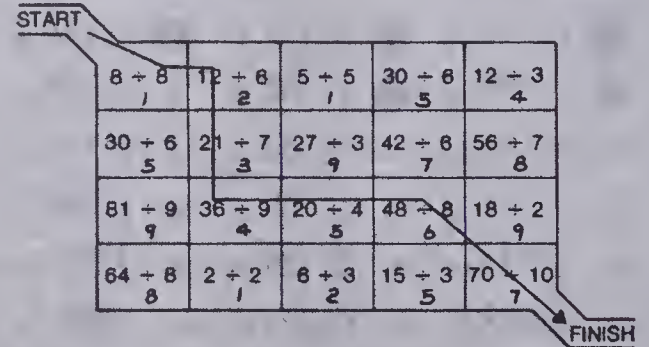 START
8 ÷ 8 12 ÷ 6 5 ÷ 5 30 ÷ 6 12 ÷ 3
1 2 1 5 4
30 ÷ 6 21 ÷ 7 27 ÷ 3 42 ÷ 6 56 ÷ 7
5 3 9 7 8
81 ÷ 9 36 ÷ 9 20 ÷ 4 48 ÷ 8 18 ÷ 2
9 4 5 6 9
64 ÷ 8 2 ÷ 2 6 ÷ 3 15 ÷ 3 70 ÷ 10
8 1 2 5 7
FINISH